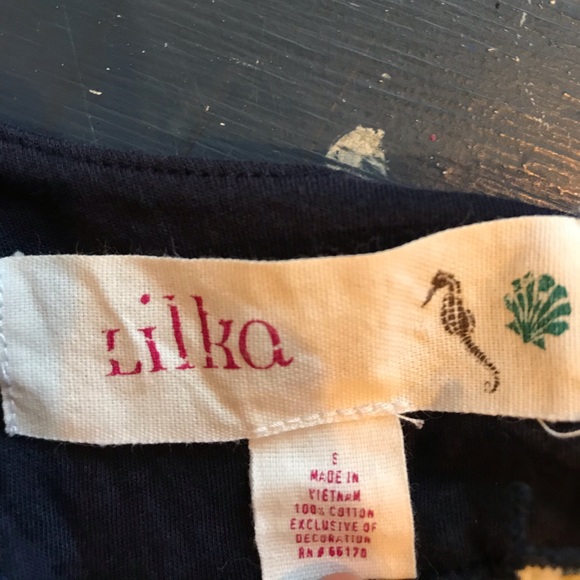 Lilka
S
MADE IN
VIETNAM
100% COTTON
EXCLUSIVE OF
DECORATION
RN # 66170